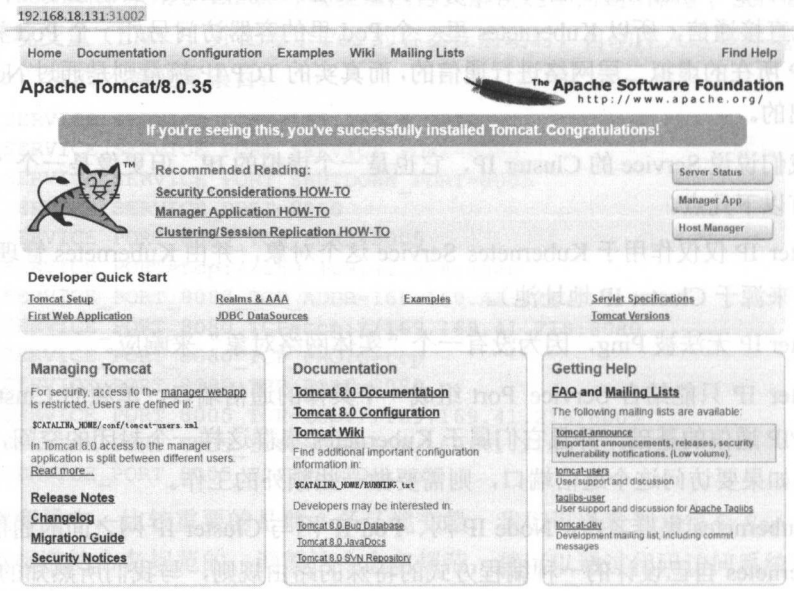 192.168.18.131:31002
Home Documentation Configuration Examples Wiki Mailing Lists Find Help
Apache Tomcat/8.0.35
The Apache Software Foundation
http://www.apache.org/
If you're seeing this, you've successfully installed Tomcat. Congratulations!
TM
Recommended Reading:
Security Considerations HOW-TO
Manager Application HOW-TO
Clustering/Session Replication HOW-TO
Server Status
Manager App
Host Manager
Developer Quick Start
Tomcat Setup
First Web Application
Realms & AAA
JDBC DataSources
Examples
Servlet Specifications
Tomcat Versions
Managing Tomcat
For security, access to the manager webapp
is restricted. Users are defined in:
$CATALINA_HOME/conf/tomcat-users.xml
In Tomcat 8.0 access to the manager
application is split between different users.
Read more...
Release Notes
Changelog
Migration Guide
Security Notices
Documentation
Tomcat 8.0 Documentation
Tomcat 8.0 Configuration
Tomcat Wiki
Find additional important configuration
information in:
$CATALINA_HOME/RUNNING.txt
Developers may be interested in:
Tomcat 8.0 Bug Database
Tomcat 8.0 JavaDocs
Tomcat 8.0 SVN Repository
Getting Help
FAQ and Mailing Lists
The following mailing lists are available:
tomcat-announce
Important announcements, releases, security
vulnerability notifications. (Low volume).
tomcat-users
User support and discussion
taglibs-user
User support and discussion for Apache Taglibs
tomcat-dev
Development mailing list, including commit
messages